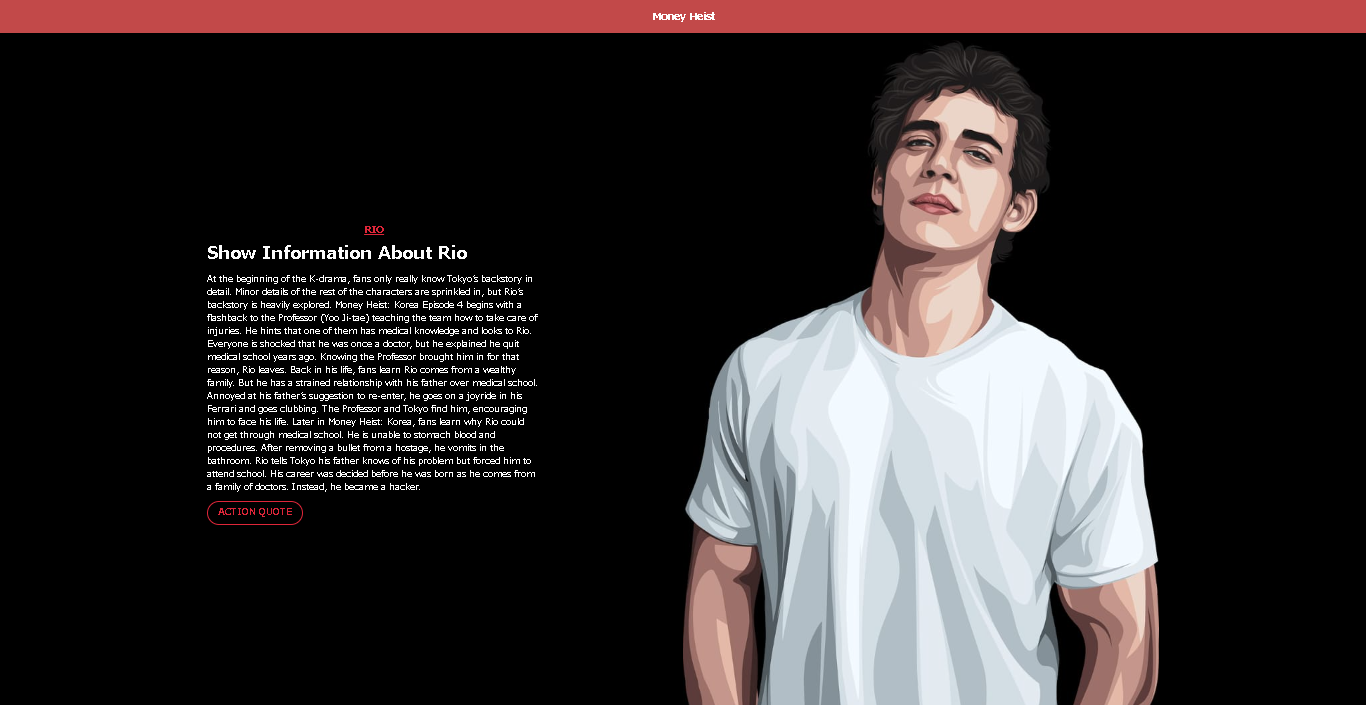 Money Heist
RIO
Show Information About Rio
At the beginning of the K-drama, fans only really know Tokyo's backstory in
detail. Minor details of the rest of the characters are sprinkled in, but Rio's
backstory is heavily explored. Money Heist: Korea Episode 4 begins with a
flashback to the Professor (Yoo Ji-tae) teaching the team how to take care of
injuries. He hints that one of them has medical knowledge and looks to Rio.
Everyone is shocked that he was once a doctor, but he explained he quit
medical school years ago. Knowing the Professor brought him in for that
reason, Rio leaves. Back in his life, fans learn Rio comes from a wealthy
family. But he has a strained relationship with his father over medical school.
Annoyed at his father's suggestion to re-enter, he goes on a joyride in his
Ferrari and goes clubbing. The Professor and Tokyo find him, encouraging
him to face his life. Later in Money Heist: Korea, fans learn why Rio could
not get through medical school. He is unable to stomach blood and
procedures. After removing a bullet from a hostage, he vomits in the
bathroom. Rio tells Tokyo his father knows of his problem but forced him to
attend school. His career was decided before he was born as he comes from
a family of doctors. Instead, he became a hacker.
ACTION QUOTE